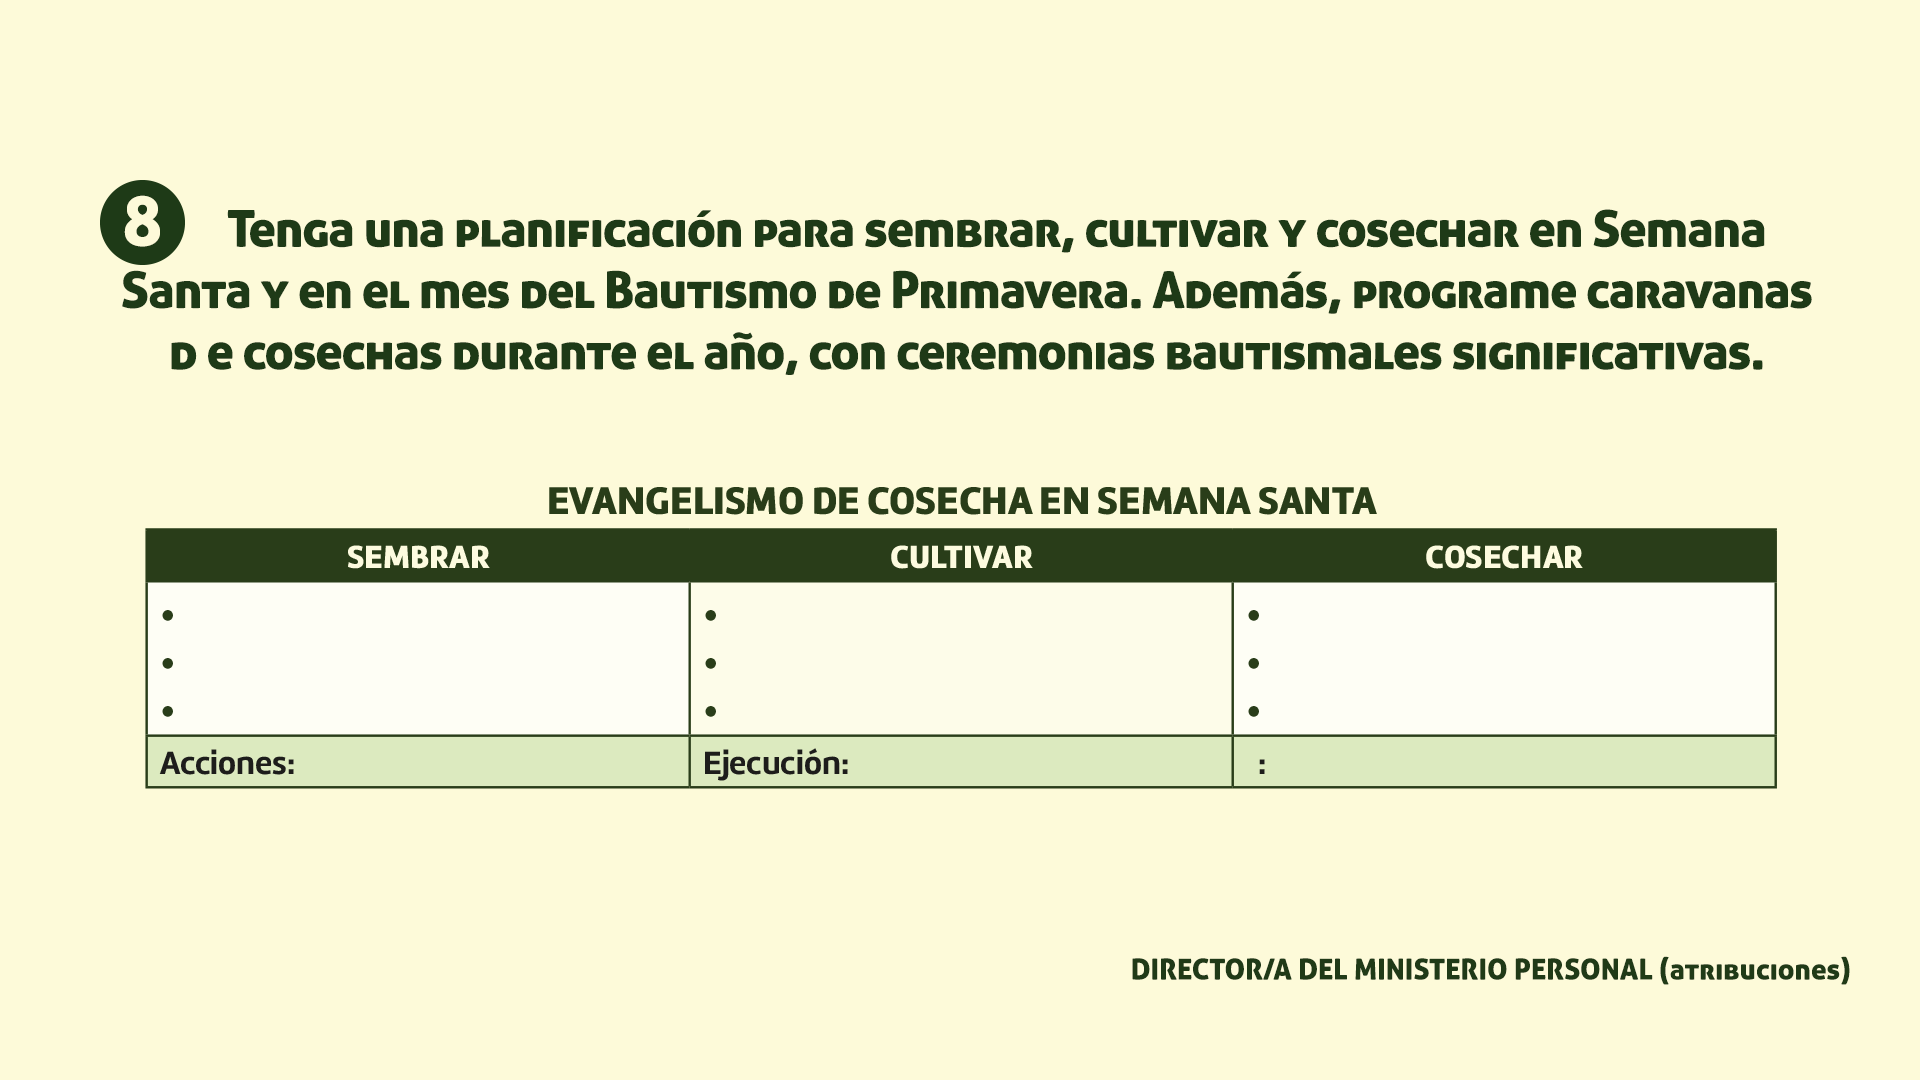 8 Tenga una planificación para sembrar, cultivar y cosechar en Semana
Santa y en el mes del Bautismo de Primavera. Además, programe caravanas
d e cosechas durante el año, con ceremonias bautismales significativas.
EVANGELISMO DE COSECHA EN SEMANA SANTA
SEMBRAR CULTIVAR COSECHAR
• • •
• • •
• • •
Acciones: Ejecución: :
DIRECTOR/A DEL MINISTERIO PERSONAL (atribuciones)